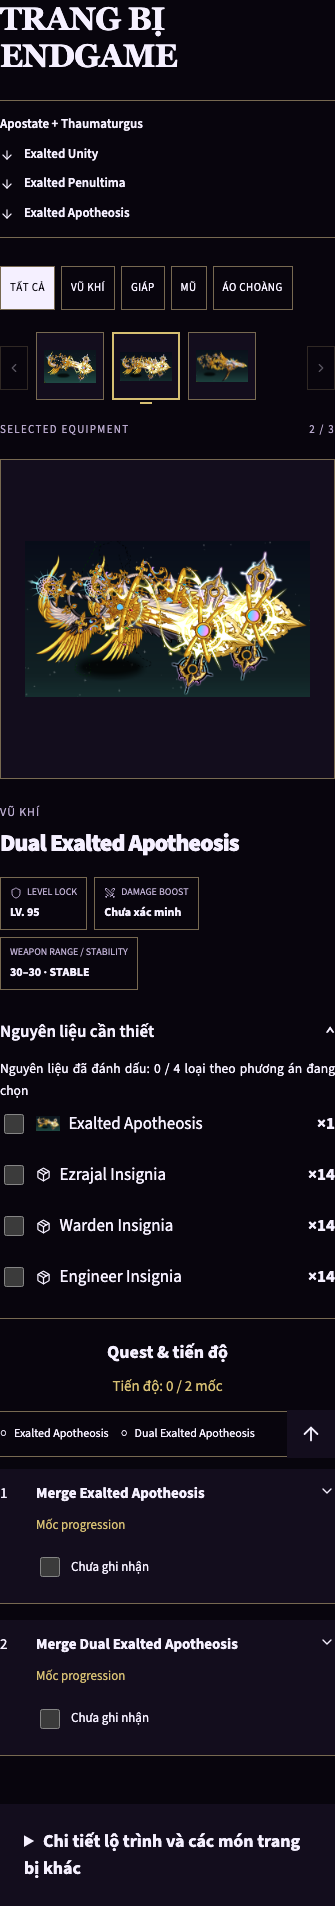 TRANG BỊ
ENDGAME
Apostate + Thaumaturgus
↓ Exalted Unity
↓ Exalted Penultima
↓ Exalted Apotheosis
TẤT CẢ VŨ KHÍ GIÁP MŨ ÁO CHOÀNG
SELECTED EQUIPMENT 2 / 3
VŨ KHÍ
Dual Exalted Apotheosis
LEVEL LOCK DAMAGE BOOST
LV. 95 Chưa xác minh
WEAPON RANGE / STABILITY
30–30 · STABLE
Nguyên liệu cần thiết
Nguyên liệu đã đánh dấu: 0 / 4 loại theo phương án đang
chọn
Exalted Apotheosis ×1
Ezrajal Insignia ×14
Warden Insignia ×14
Engineer Insignia ×14
Quest & tiến độ
Tiến độ: 0 / 2 mốc
Exalted Apotheosis Dual Exalted Apotheosis
1 Merge Exalted Apotheosis
Mốc progression
Chưa ghi nhận
2 Merge Dual Exalted Apotheosis
Mốc progression
Chưa ghi nhận
▶ Chi tiết lộ trình và các món trang
bị khác